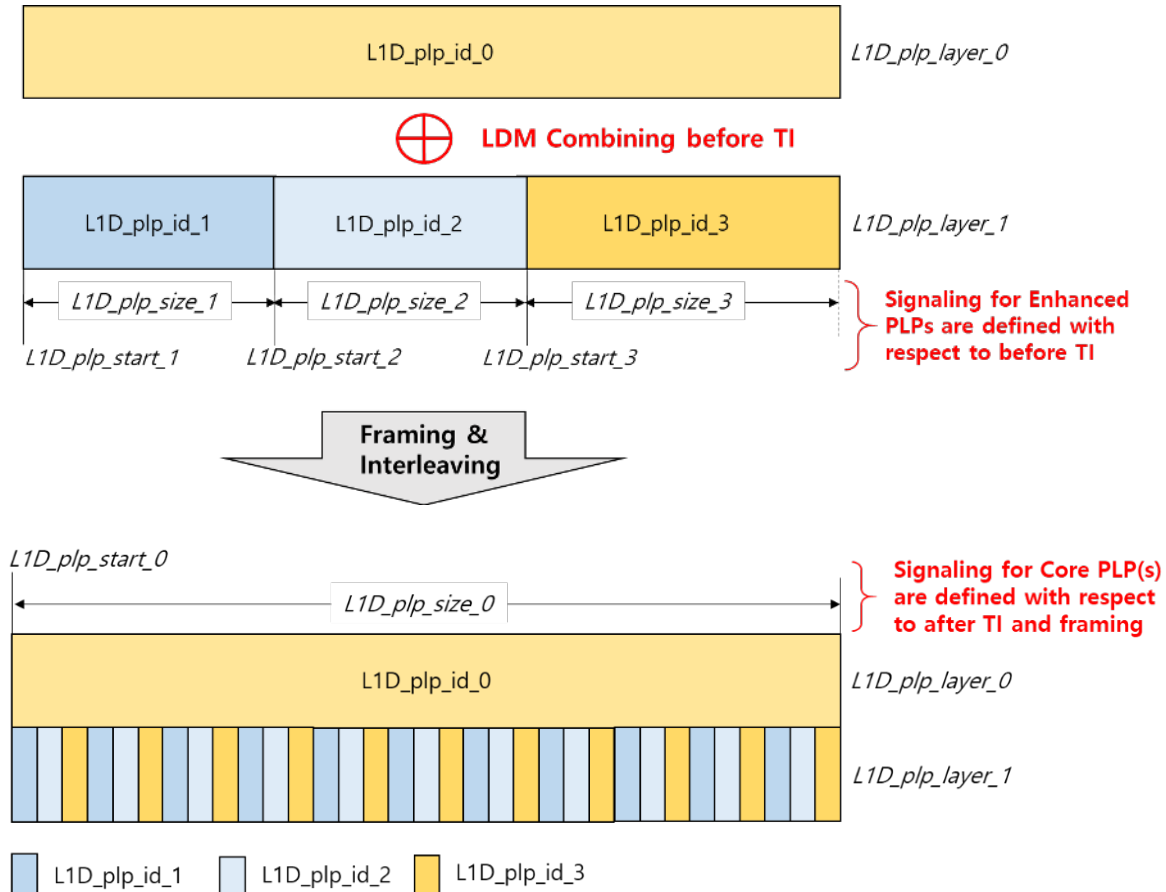 L1D_plp_id_0
L1D_plp_layer_0
LDM Combining before TI
L1D_plp_id_1
L1D_plp_id_2
L1D_plp_id_3
L1D_plp_layer_1
L1D_plp_size_1
L1D_plp_size_2
L1D_plp_size_3
L1D_plp_start_1
L1D_plp_start_2
L1D_plp_start_3
Signaling for Enhanced
PLPs are defined with
respect to before TI
Framing &
Interleaving
L1D_plp_start_0
L1D_plp_size_0
Signaling for Core PLP(s)
are defined with respect
to after TI and framing
L1D_plp_id_0
L1D_plp_layer_0
L1D_plp_layer_1
L1D_plp_id_1
L1D_plp_id_2
L1D_plp_id_3